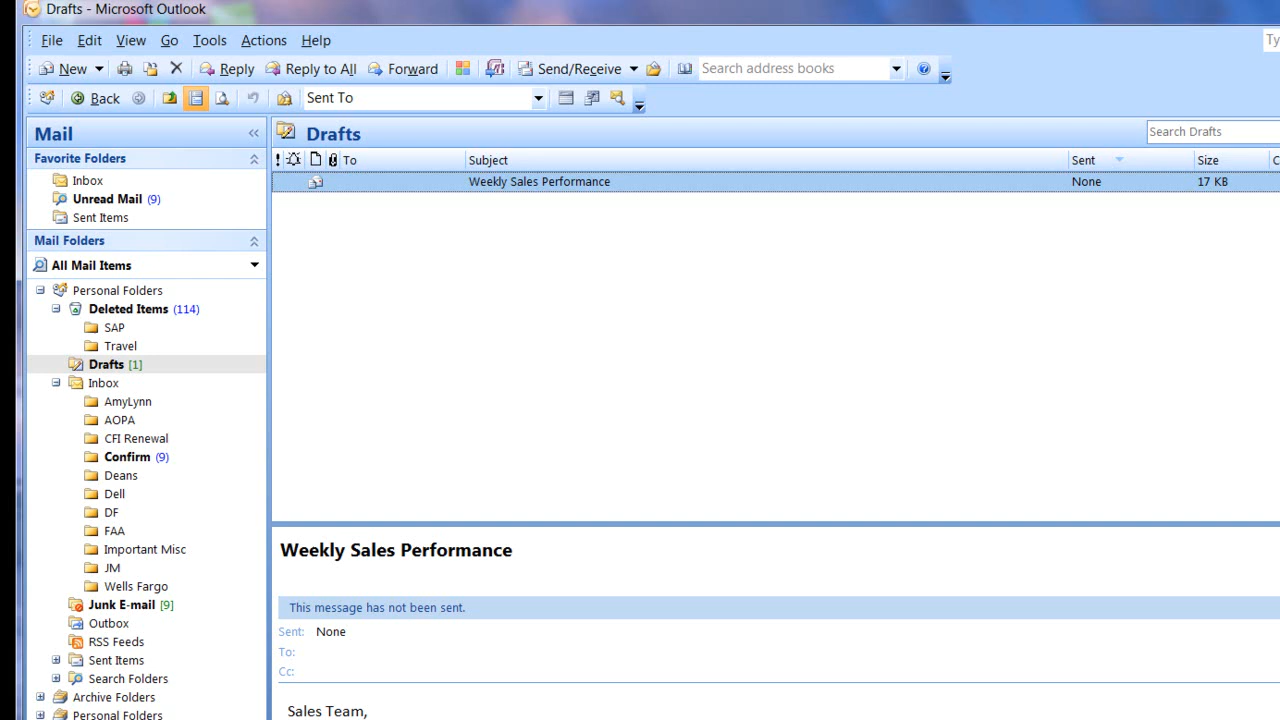 Drafts - Microsoft Outlook
File Edit View Go Tools Actions Help Ty
New Reply Reply to All Forward Send/Receive Search address books
Back Sent To
Mail
Favorite Folders
Inbox
Unread Mail (9)
Sent Items
Mail Folders
All Mail Items
Personal Folders
Deleted Items (114)
SAP
Travel
Drafts [1]
Inbox
AmyLynn
AOPA
CFI Renewal
Confirm (9)
Deans
Dell
DF
FAA
Important Misc
JM
Wells Fargo
Junk E-mail [9]
Outbox
RSS Feeds
Sent Items
Search Folders
Archive Folders
Personal Folders
Drafts Search Drafts
! To Subject Sent Size C
Weekly Sales Performance None 17 KB
Weekly Sales Performance
This message has not been sent.
Sent: None
To:
Cc:
Sales Team,